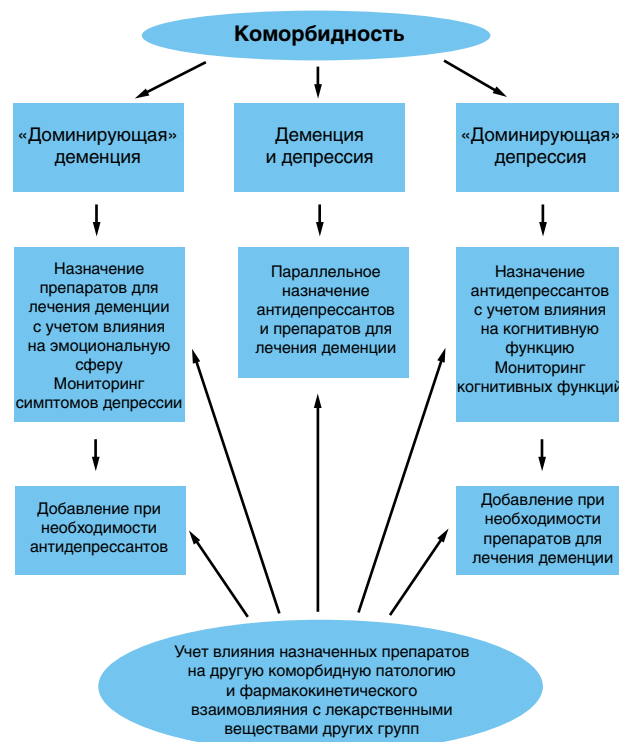 Коморбидность
«Доминирующая»
деменция
Деменция
и депрессия
«Доминирующая»
депрессия
Назначение
препаратов для
лечения деменции
с учетом влияния
на эмоциональную
сферу
Мониторинг
симптомов депрессии
Параллельное
назначение
антидепрессантов
и препаратов для
лечения деменции
Назначение
антидепрессантов
с учетом влияния
на когнитивную
функцию
Мониторинг
когнитивных функций
Добавление при
необходимости
антидепрессантов
Добавление при
необходимости
препаратов для
лечения деменции
Учет влияния назначенных препаратов
на другую коморбидную патологию
и фармакокинетического
взаимовлияния с лекарственными
веществами других групп